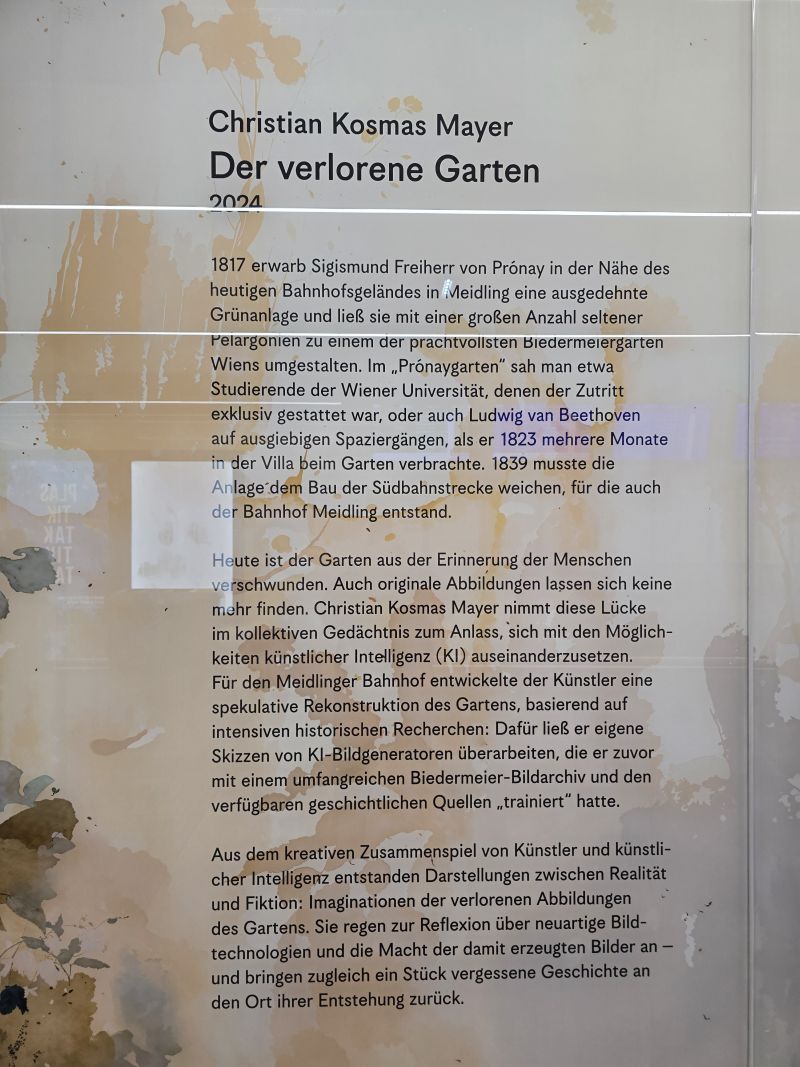 Christian Kosmas Mayer
Der verlorene Garten
2024
1817 erwarb Sigismund Freiherr von Prónay in der Nähe des
heutigen Bahnhofsgeländes in Meidling eine ausgedehnte
Grünanlage und ließ sie mit einer großen Anzahl seltener
Pelargonien zu einem der prachtvollsten Biedermeiergärten
Wiens umgestalten. Im „Prónaygarten“ sah man etwa
Studierende der Wiener Universität, denen der Zutritt
exklusiv gestattet war, oder auch Ludwig van Beethoven
auf ausgiebigen Spaziergängen, als er 1823 mehrere Monate
in der Villa beim Garten verbrachte. 1839 musste die
Anlage dem Bau der Südbahnstrecke weichen, für die auch
der Bahnhof Meidling entstand.
Heute ist der Garten aus der Erinnerung der Menschen
verschwunden. Auch originale Abbildungen lassen sich keine
mehr finden. Christian Kosmas Mayer nimmt diese Lücke
im kollektiven Gedächtnis zum Anlass, sich mit den Möglich-
keiten künstlicher Intelligenz (KI) auseinanderzusetzen.
Für den Meidlinger Bahnhof entwickelte der Künstler eine
spekulative Rekonstruktion des Gartens, basierend auf
intensiven historischen Recherchen: Dafür ließ er eigene
Skizzen von KI-Bildgeneratoren überarbeiten, die er zuvor
mit einem umfangreichen Biedermeier-Bildarchiv und den
verfügbaren geschichtlichen Quellen „trainiert“ hatte.
Aus dem kreativen Zusammenspiel von Künstler und künstli-
cher Intelligenz entstanden Darstellungen zwischen Realität
und Fiktion: Imaginationen der verlorenen Abbildungen
des Gartens. Sie regen zur Reflexion über neuartige Bild-
technologien und die Macht der damit erzeugten Bilder an –
und bringen zugleich ein Stück vergessene Geschichte an
den Ort ihrer Entstehung zurück.